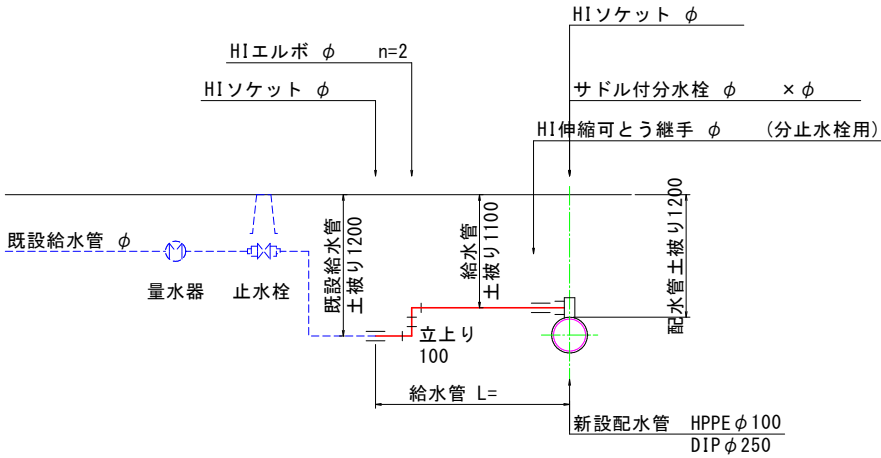 HIソケット φ
HIエルボ φ n=2
HIソケット φ
サドル付分水栓 φ ×φ
HI伸縮可とう継手 φ (分止水栓用)
既設給水管 φ
量水器
止水栓
既設給水管
土被り1200
給水管
土被り1100
配水管土被り1200
立上り
100
給水管 L=
新設配水管 HPPEφ100
DIPφ250